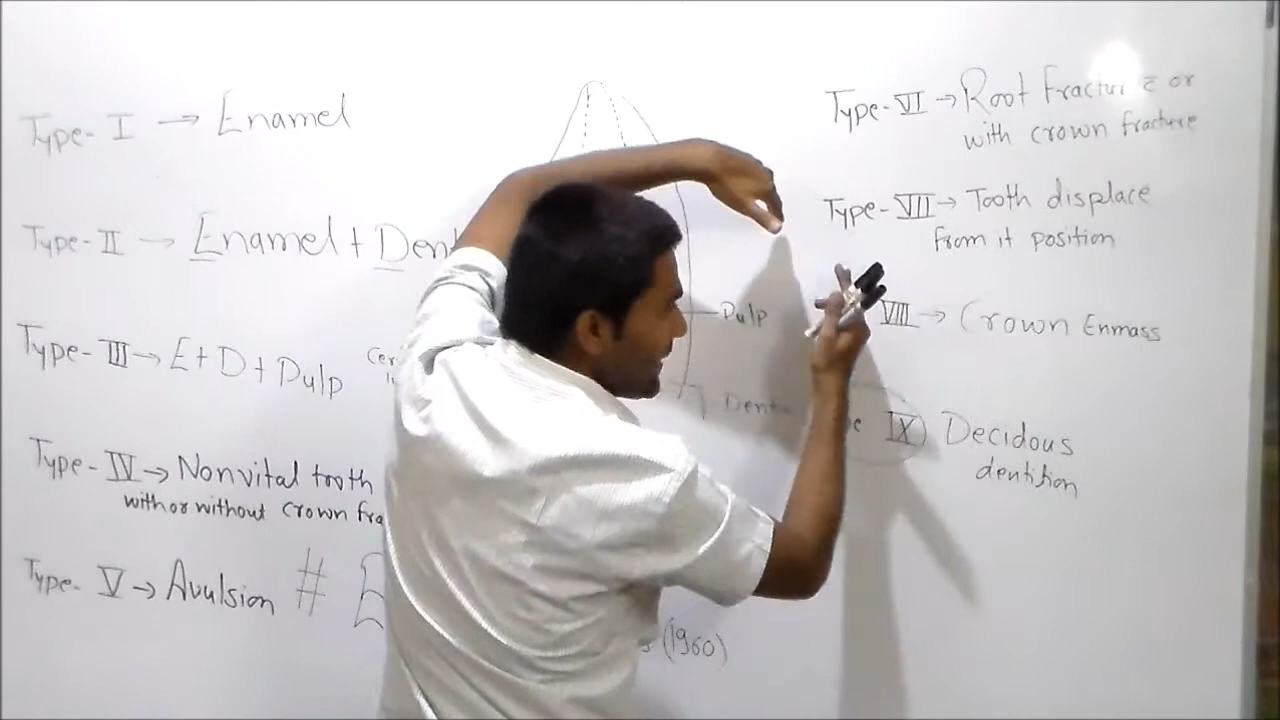 Type- I → Enamel
Type- II → Enamel + Dent
Type- III → E+D+Pulp
Type- IV → Nonvital tooth
with or without crown fra
Type- V → Avulsion #
Pulp
(1960)
Type- VI → Root Fractur c̄ or
with crown fracture
Type- VII → Tooth displace
from it position
VIII → Crown Enmass
IX) Decidous
dentition